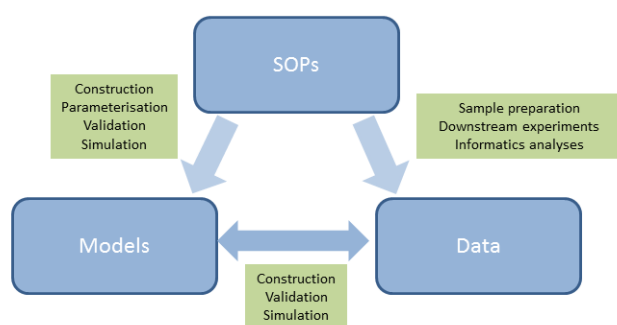 SOPs
Construction
Parameterisation
Validation
Simulation
Sample preparation
Downstream experiments
Informatics analyses
Models
Data
Construction
Validation
Simulation